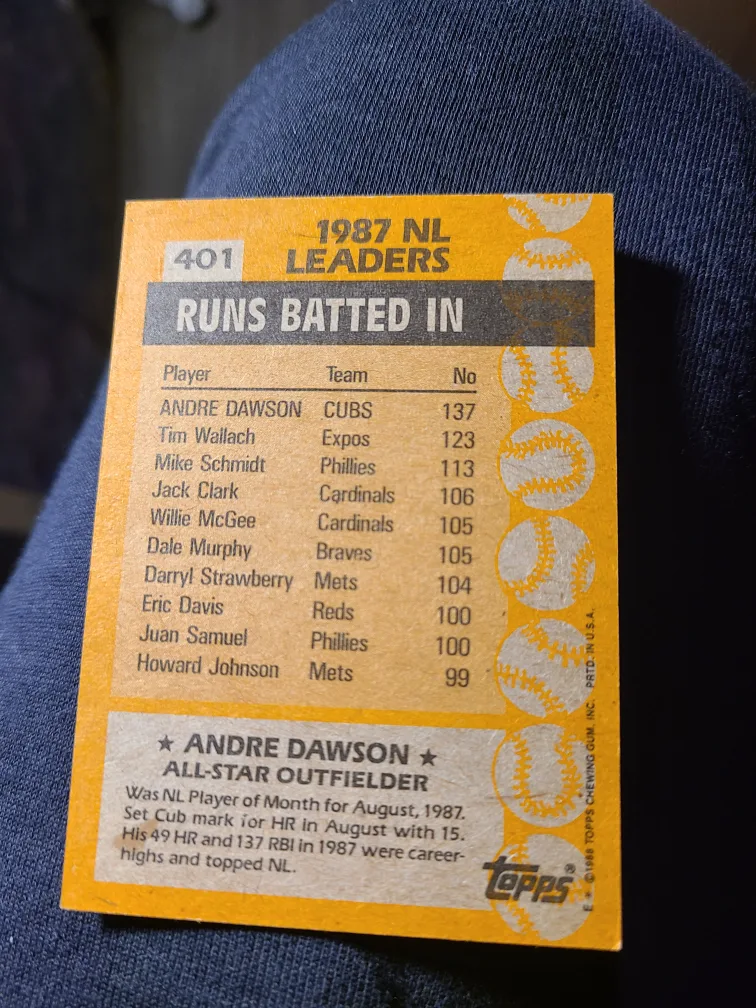 401
1987 NL
LEADERS
RUNS BATTED IN
Player Team No
ANDRE DAWSON CUBS 137
Tim Wallach Expos 123
Mike Schmidt Phillies 113
Jack Clark Cardinals 106
Willie McGee Cardinals 105
Dale Murphy Braves 105
Darryl Strawberry Mets 104
Eric Davis Reds 100
Juan Samuel Phillies 100
Howard Johnson Mets 99
★ ANDRE DAWSON ★
ALL-STAR OUTFIELDER
Was NL Player of Month for August, 1987.
Set Cub mark for HR in August with 15.
His 49 HR and 137 RBI in 1987 were career-
highs and topped NL.
topps®
E * ©1988 TOPPS CHEWING GUM, INC. PRTD. IN U.S.A.